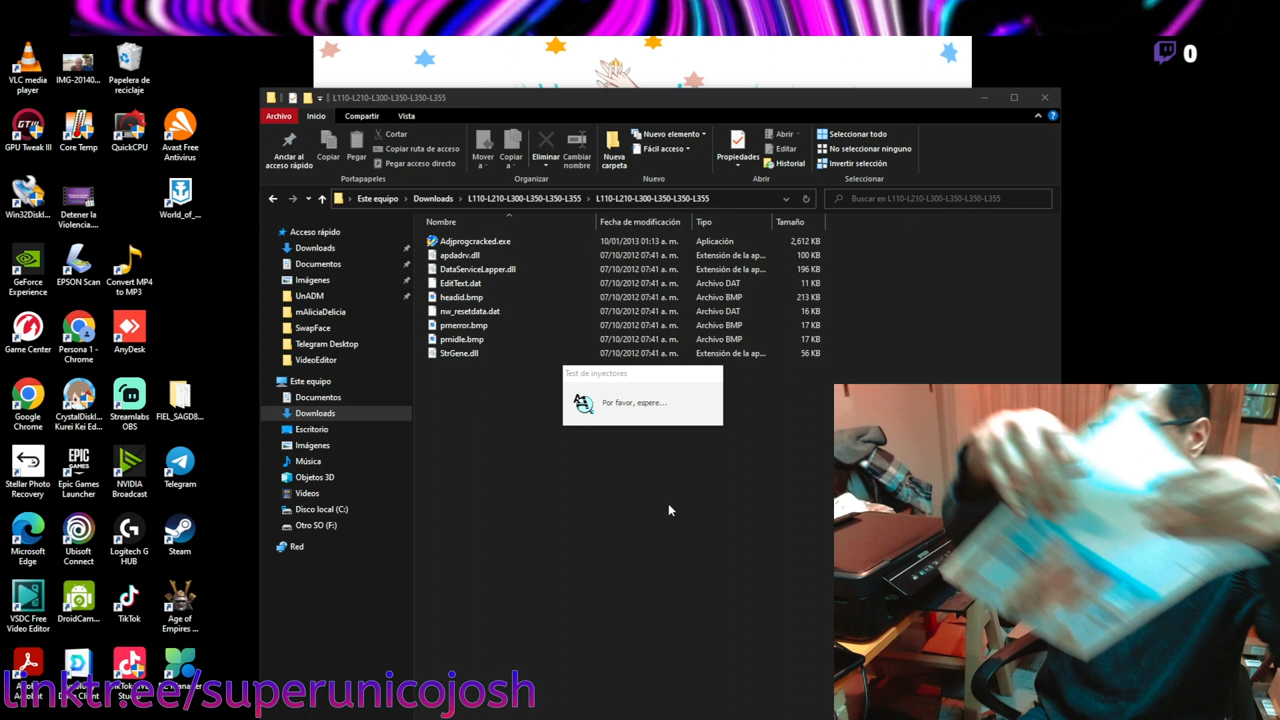 0
VLC media player
IMG-20140...
Papelera de reciclaje
GPU Tweak III
Core Temp
QuickCPU
Avast Free Antivirus
Win32Diskl...
Detener la Violencia....
World_of_...
GeForce Experience
EPSON Scan
Convert MP4 to MP3
Game Center
Persona 1 - Chrome
AnyDesk
Google Chrome
CrystalDiskI... Kurei Kei Ed...
Streamlabs OBS
FIEL_SAGD8...
Stellar Photo Recovery
Epic Games Launcher
NVIDIA Broadcast
Telegram
Microsoft Edge
Ubisoft Connect
Logitech G HUB
Steam
VSDC Free Video Editor
DroidCam...
TikTok
Age of Empires ...
linktr.ee/superunicojosh
L110-L210-L300-L350-L350-L355
Archivo Inicio Compartir Vista
Anclar al acceso rápido
Copiar
Pegar
Cortar
Copiar ruta de acceso
Pegar acceso directo
Portapapeles
Mover a
Copiar a
Eliminar
Cambiar nombre
Organizar
Nueva carpeta
Nuevo elemento
Fácil acceso
Nuevo
Propiedades
Abrir
Editar
Historial
Abrir
Seleccionar todo
No seleccionar ninguno
Invertir selección
Seleccionar
Este equipo > Downloads > L110-L210-L300-L350-L350-L355 > L110-L210-L300-L350-L350-L355
Buscar en L110-L210-L300-L350-L350-L355
Acceso rápido
Downloads
Documentos
Imágenes
UnADM
mAliciaDelicia
SwapFace
Telegram Desktop
VideoEditor
Este equipo
Documentos
Downloads
Escritorio
Imágenes
Música
Objetos 3D
Videos
Disco local (C:)
Otro SO (F:)
Red
Nombre Fecha de modificación Tipo Tamaño
Adjprogcracked.exe 10/01/2013 01:13 a. m. Aplicación 2,612 KB
apdadrv.dll 07/10/2012 07:41 a. m. Extensión de la ap... 100 KB
DataServiceLapper.dll 07/10/2012 07:41 a. m. Extensión de la ap... 196 KB
EditText.dat 07/10/2012 07:41 a. m. Archivo DAT 11 KB
headid.bmp 07/10/2012 07:41 a. m. Archivo BMP 213 KB
nw_resetdata.dat 07/10/2012 07:41 a. m. Archivo DAT 16 KB
prnerror.bmp 07/10/2012 07:41 a. m. Archivo BMP 17 KB
prnidle.bmp 07/10/2012 07:41 a. m. Archivo BMP 17 KB
StrGene.dll 07/10/2012 07:41 a. m. Extensión de la ap... 56 KB
Test de inyectores
Por favor, espere...